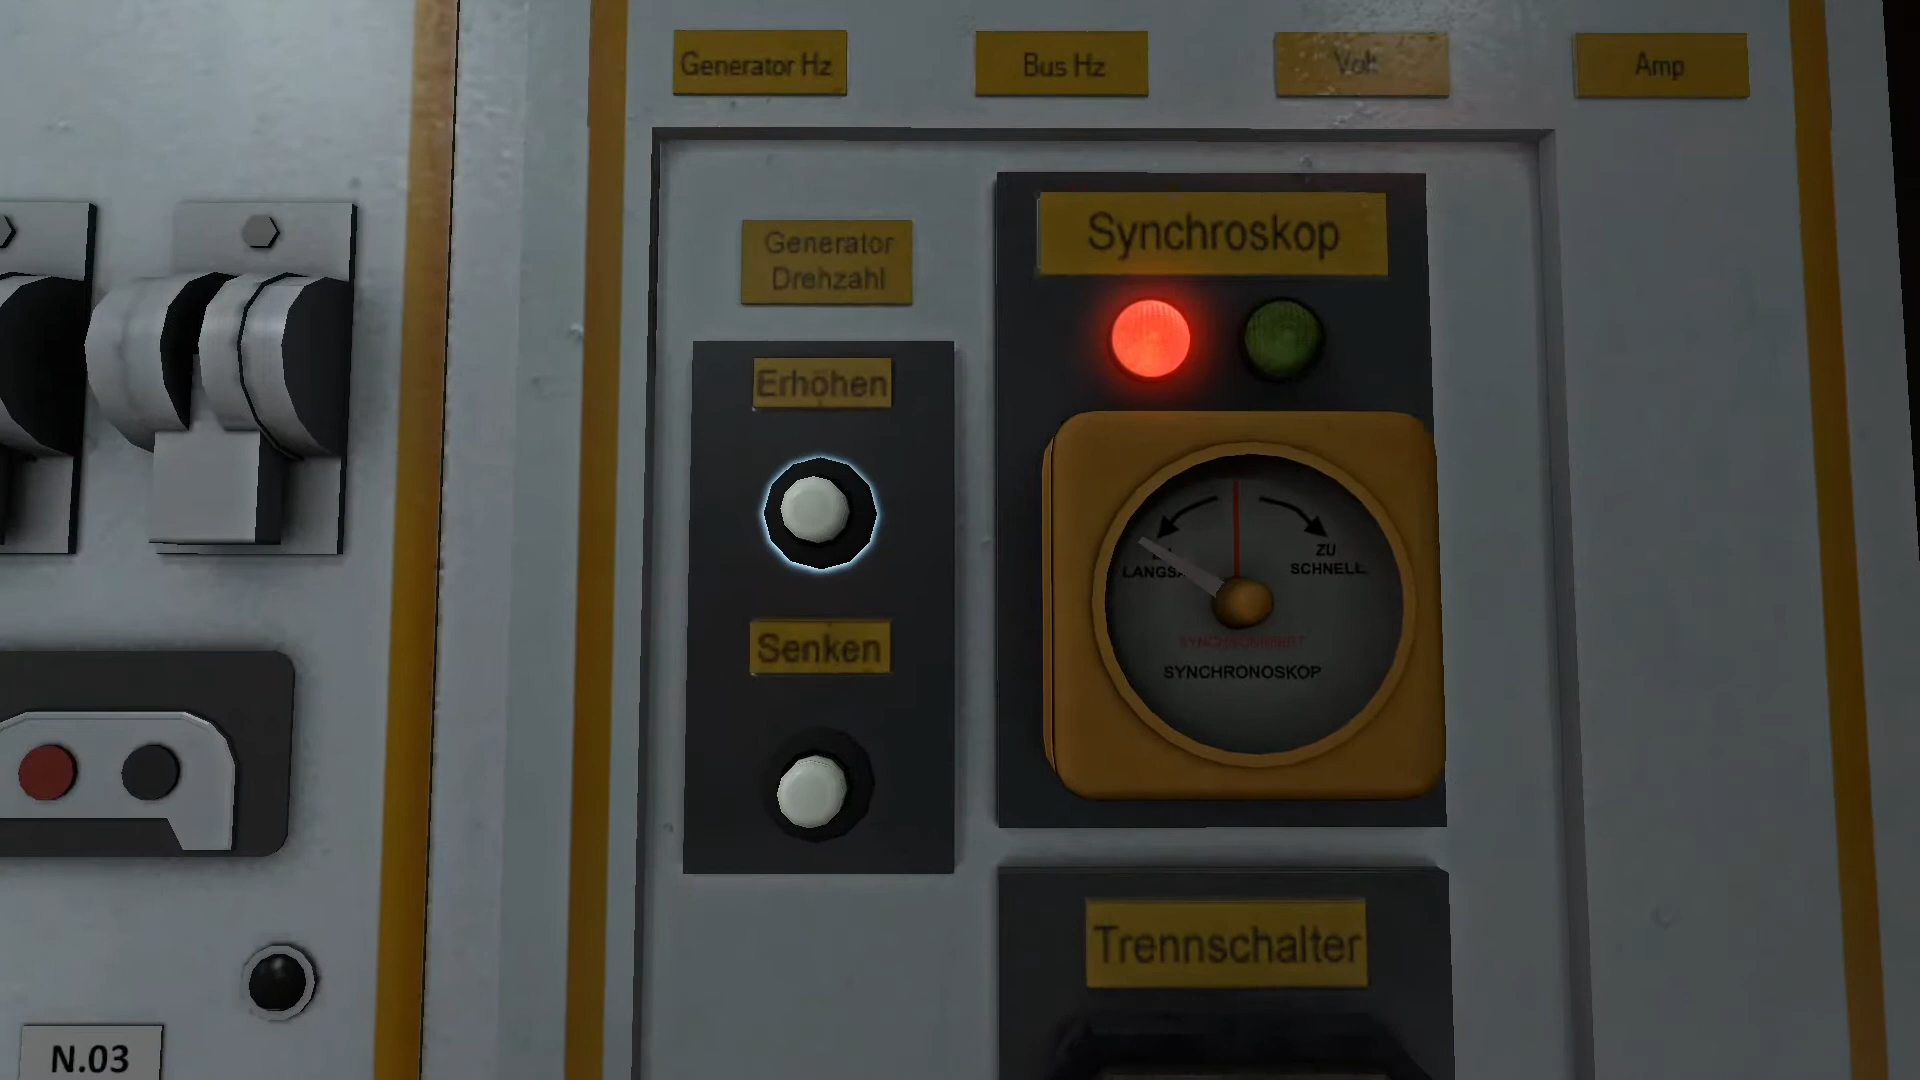 Generator Hz
Bus Hz
Volt
Amp
Generator
Drehzahl
Synchroskop
Erhöhen
Senken
ZU
SCHNELL
SYNCHRONOSKOP
Trennschalter
N.03